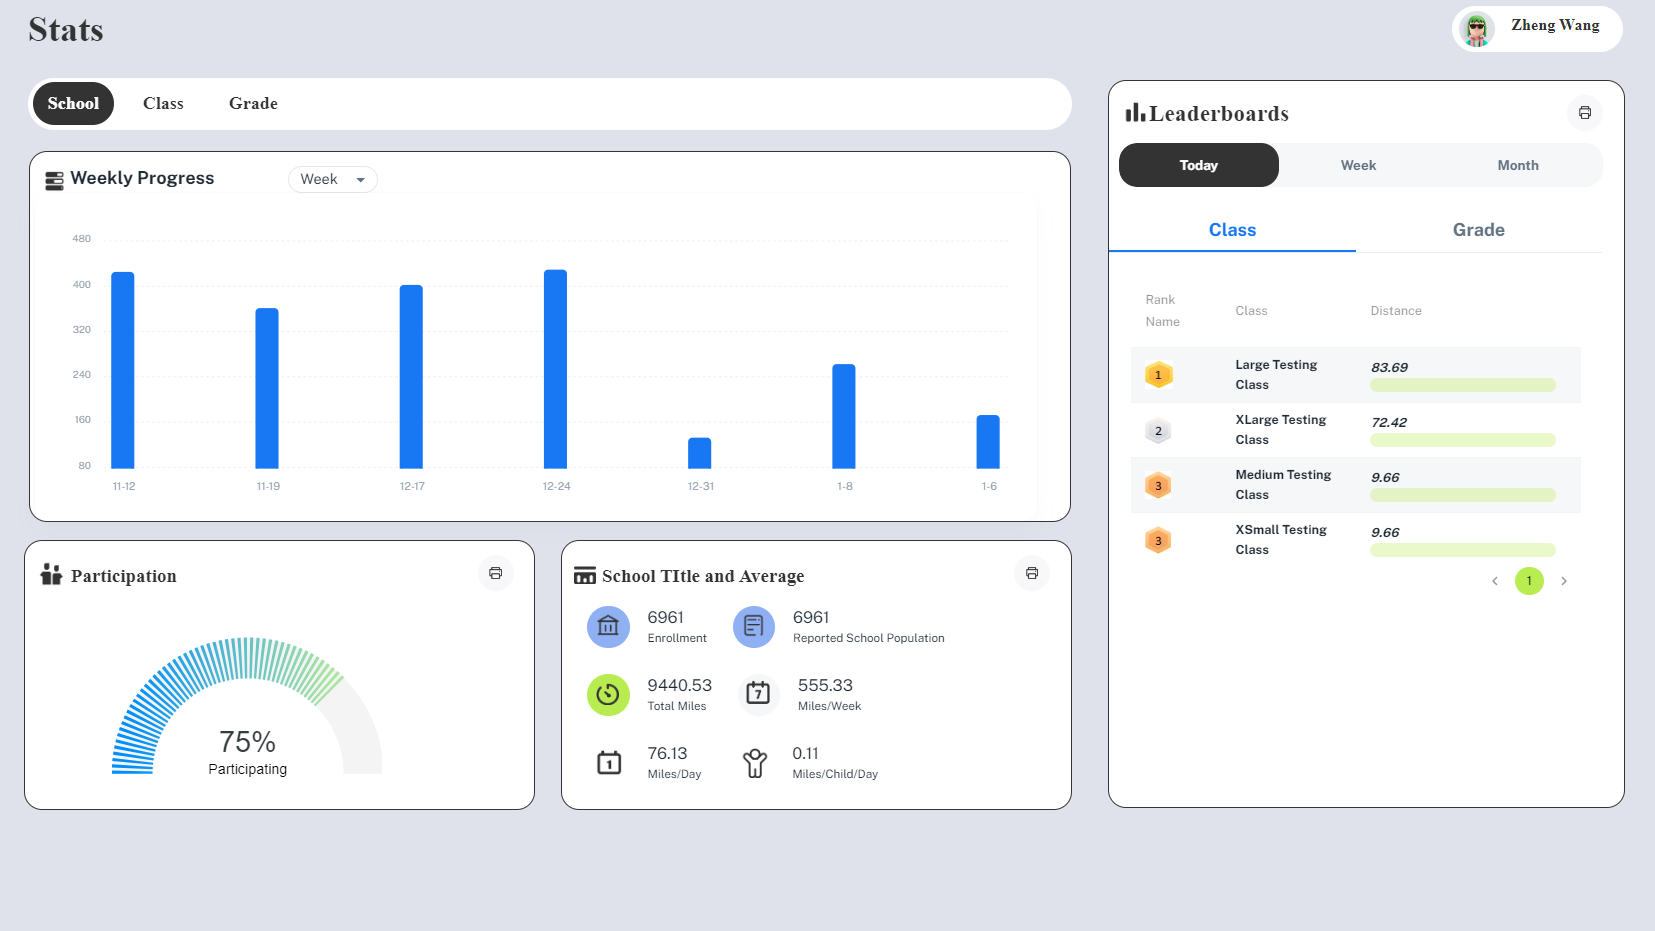 Stats
Zheng Wang
School
Class
Grade
Weekly Progress
Week
480
400
320
240
160
80
11-12
11-19
12-17
12-24
12-31
1-8
1-6
Participation
75%
Participating
School TItle and Average
6961
Enrollment
6961
Reported School Population
9440.53
Total Miles
7
555.33
Miles/Week
1
76.13
Miles/Day
0.11
Miles/Child/Day
Leaderboards
Today
Week
Month
Class
Grade
Rank
Name
Class
Distance
1
Large Testing
Class
83.69
2
XLarge Testing
Class
72.42
3
Medium Testing
Class
9.66
3
XSmall Testing
Class
9.66
1